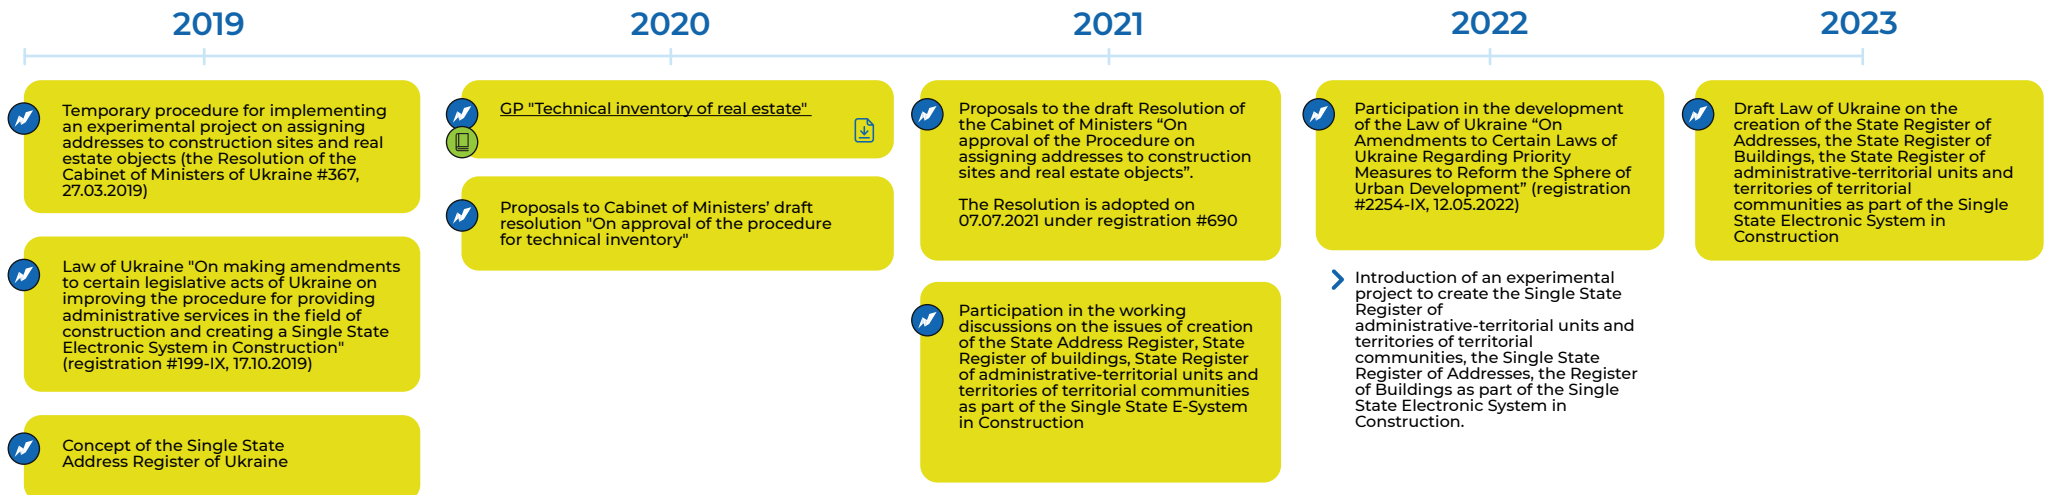 2019
2020
2021
2022
2023
Temporary procedure for implementing
an experimental project on assigning
addresses to construction sites and real
estate objects (the Resolution of the
Cabinet of Ministers of Ukraine #367,
27.03.2019)
Law of Ukraine "On making amendments
to certain legislative acts of Ukraine on
improving the procedure for providing
administrative services in the field of
construction and creating a Single State
Electronic System in Construction"
(registration #199-IX, 17.10.2019)
Concept of the Single State
Address Register of Ukraine
GP "Technical inventory of real estate"
Proposals to Cabinet of Ministers’ draft
resolution "On approval of the procedure
for technical inventory"
Proposals to the draft Resolution of
the Cabinet of Ministers “On
approval of the Procedure on
assigning addresses to construction
sites and real estate objects”.
The Resolution is adopted on
07.07.2021 under registration #690
Participation in the working
discussions on the issues of creation
of the State Address Register, State
Register of buildings, State Register
of administrative-territorial units and
territories of territorial communities
as part of the Single State E-System
in Construction
Participation in the development
of the Law of Ukraine “On
Amendments to Certain Laws of
Ukraine Regarding Priority
Measures to Reform the Sphere of
Urban Development” (registration
#2254-IX, 12.05.2022)
Introduction of an experimental
project to create the Single State
Register of
administrative-territorial units and
territories of territorial
communities, the Single State
Register of Addresses, the Register
of Buildings as part of the Single
State Electronic System in
Construction.
Draft Law of Ukraine on the
creation of the State Register of
Addresses, the State Register of
Buildings, the State Register of
administrative-territorial units and
territories of territorial
communities as part of the Single
State Electronic System in
Construction